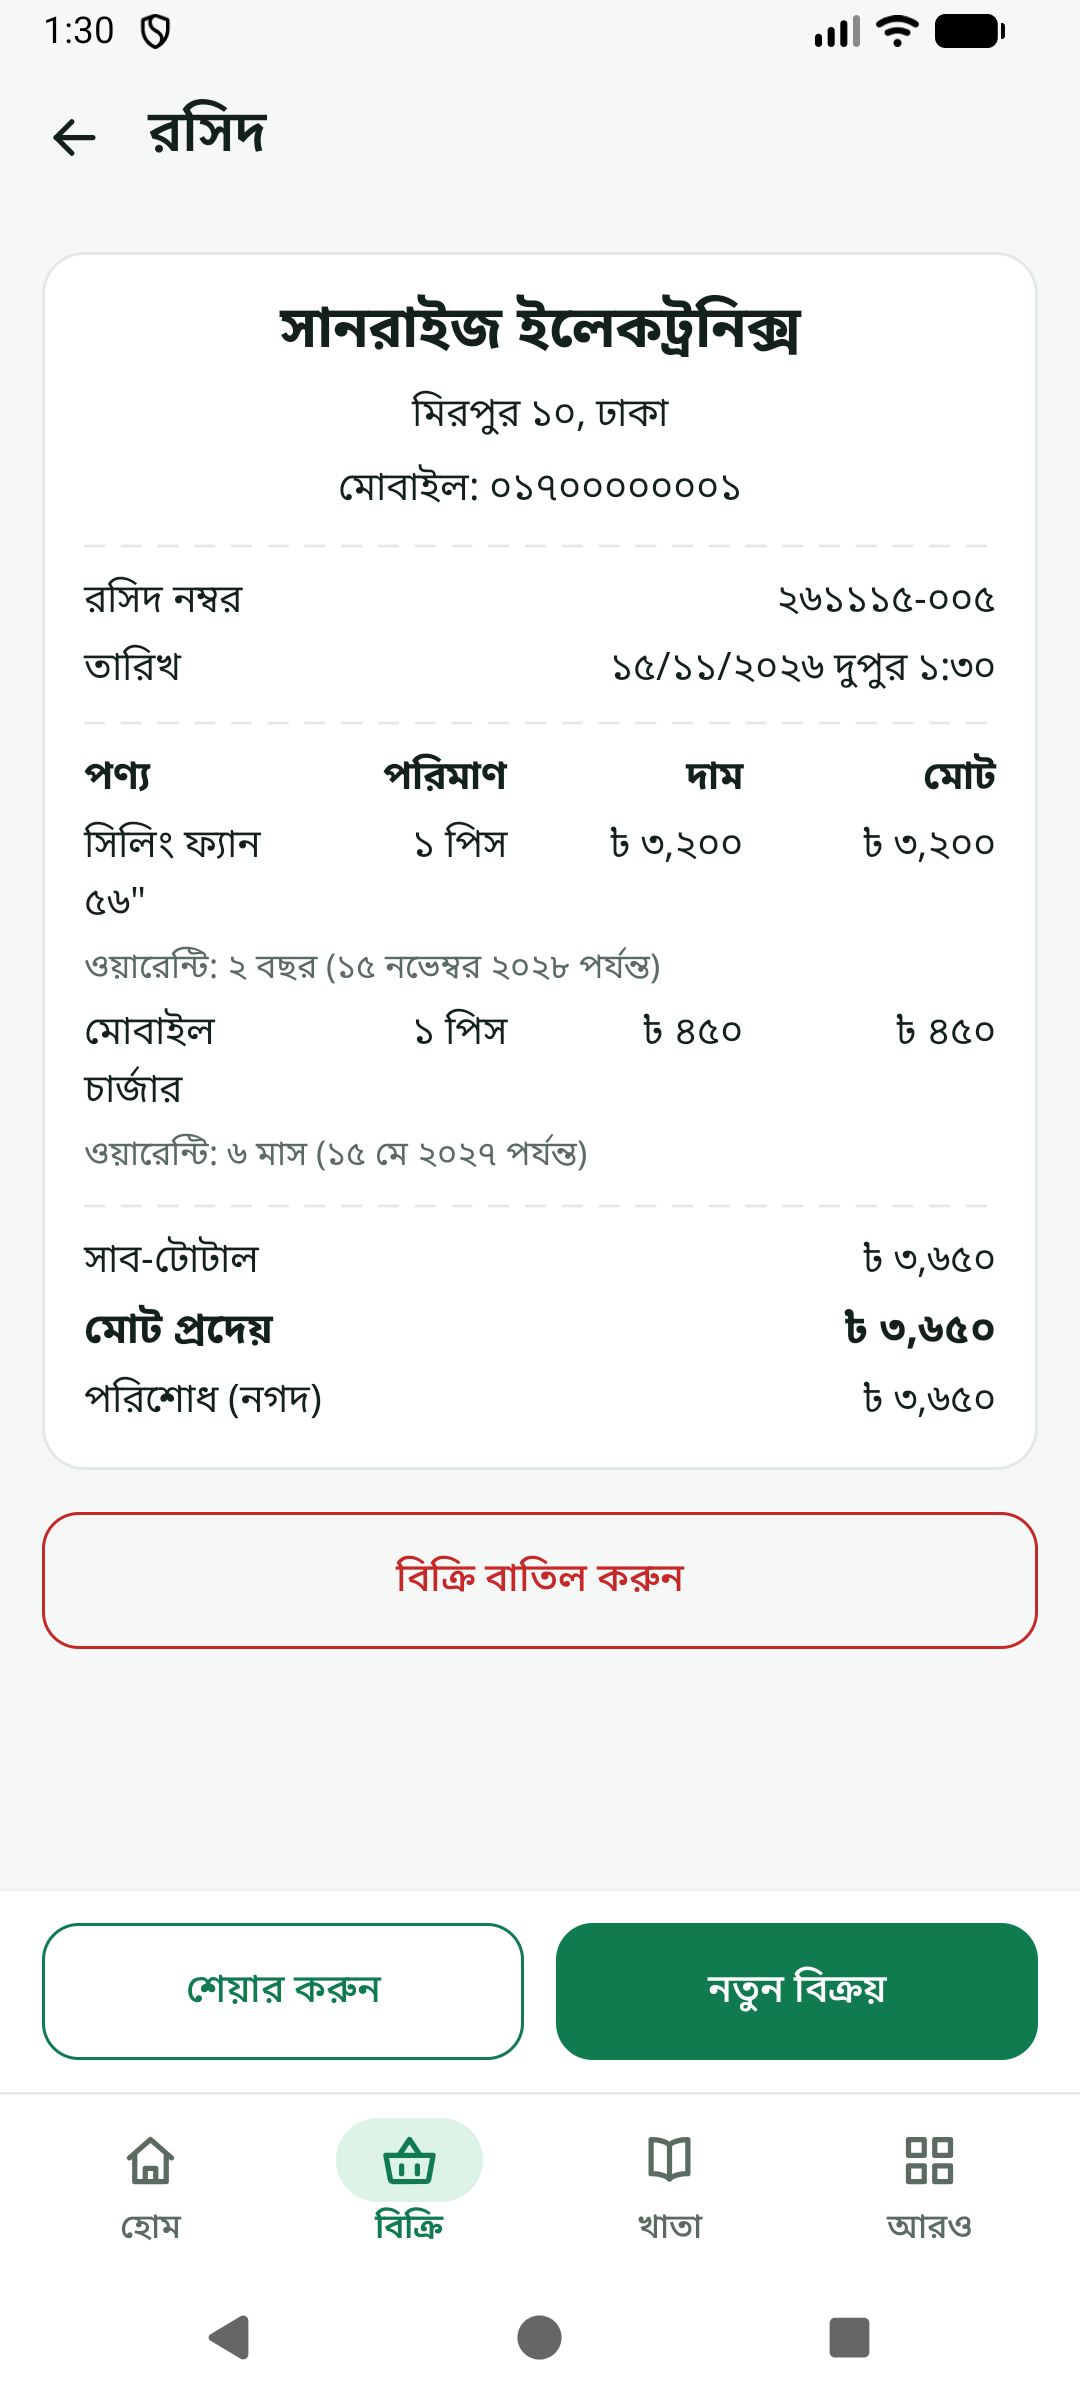 1:30
রসিদ
সানরাইজ ইলেকট্রনিক্স
মিরপুর ১০, ঢাকা
মোবাইল: ০১৭০০০০০০০১
রসিদ নম্বর ২৬১১১৫-০০৫
তারিখ ১৫/১১/২০২৬ দুপুর ১:৩০
পণ্য পরিমাণ দাম মোট
সিলিং ফ্যান ১ পিস ৳ ৩,২০০ ৳ ৩,২০০
৫৬"
ওয়ারেন্টি: ২ বছর (১৫ নভেম্বর ২০২৮ পর্যন্ত)
মোবাইল ১ পিস ৳ ৪৫০ ৳ ৪৫০
চার্জার
ওয়ারেন্টি: ৬ মাস (১৫ মে ২০২৭ পর্যন্ত)
সাব-টোটাল ৳ ৩,৬৫০
মোট প্রদেয় ৳ ৩,৬৫০
পরিশোধ (নগদ) ৳ ৩,৬৫০
বিক্রি বাতিল করুন
শেয়ার করুন নতুন বিক্রয়
হোম বিক্রি খাতা আরও